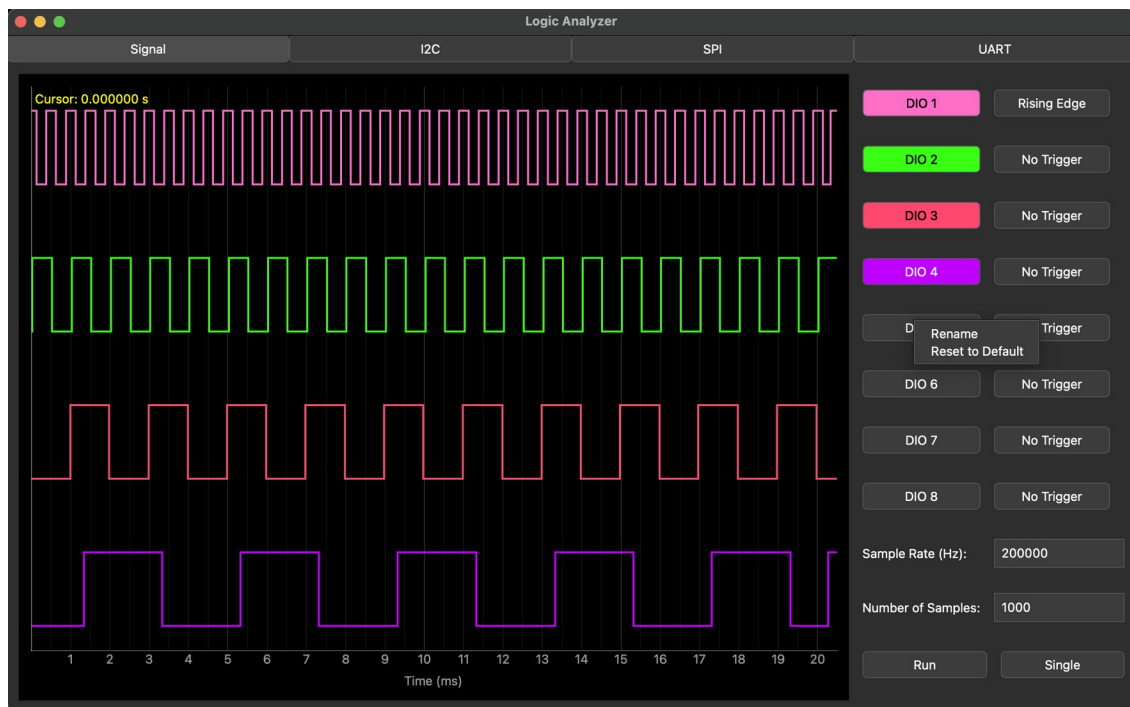 Logic Analyzer
Signal I2C SPI UART
Cursor: 0.000000 s
DIO 1 Rising Edge
DIO 2 No Trigger
DIO 3 No Trigger
DIO 4 No Trigger
D Trigger
Rename
Reset to Default
DIO 6 No Trigger
DIO 7 No Trigger
DIO 8 No Trigger
Sample Rate (Hz): 200000
Number of Samples: 1000
Run Single
1 2 3 4 5 6 7 8 9 10 11 12 13 14 15 16 17 18 19 20
Time (ms)